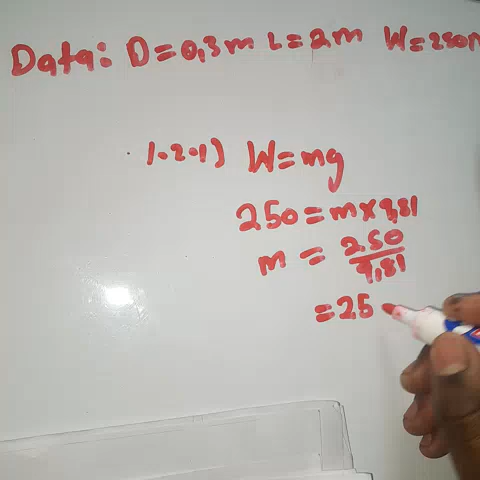 Data: D=0,3m L=2m W=250N
1.2.1) W=mg
250=m×9,81
m = 250/9,81
=25